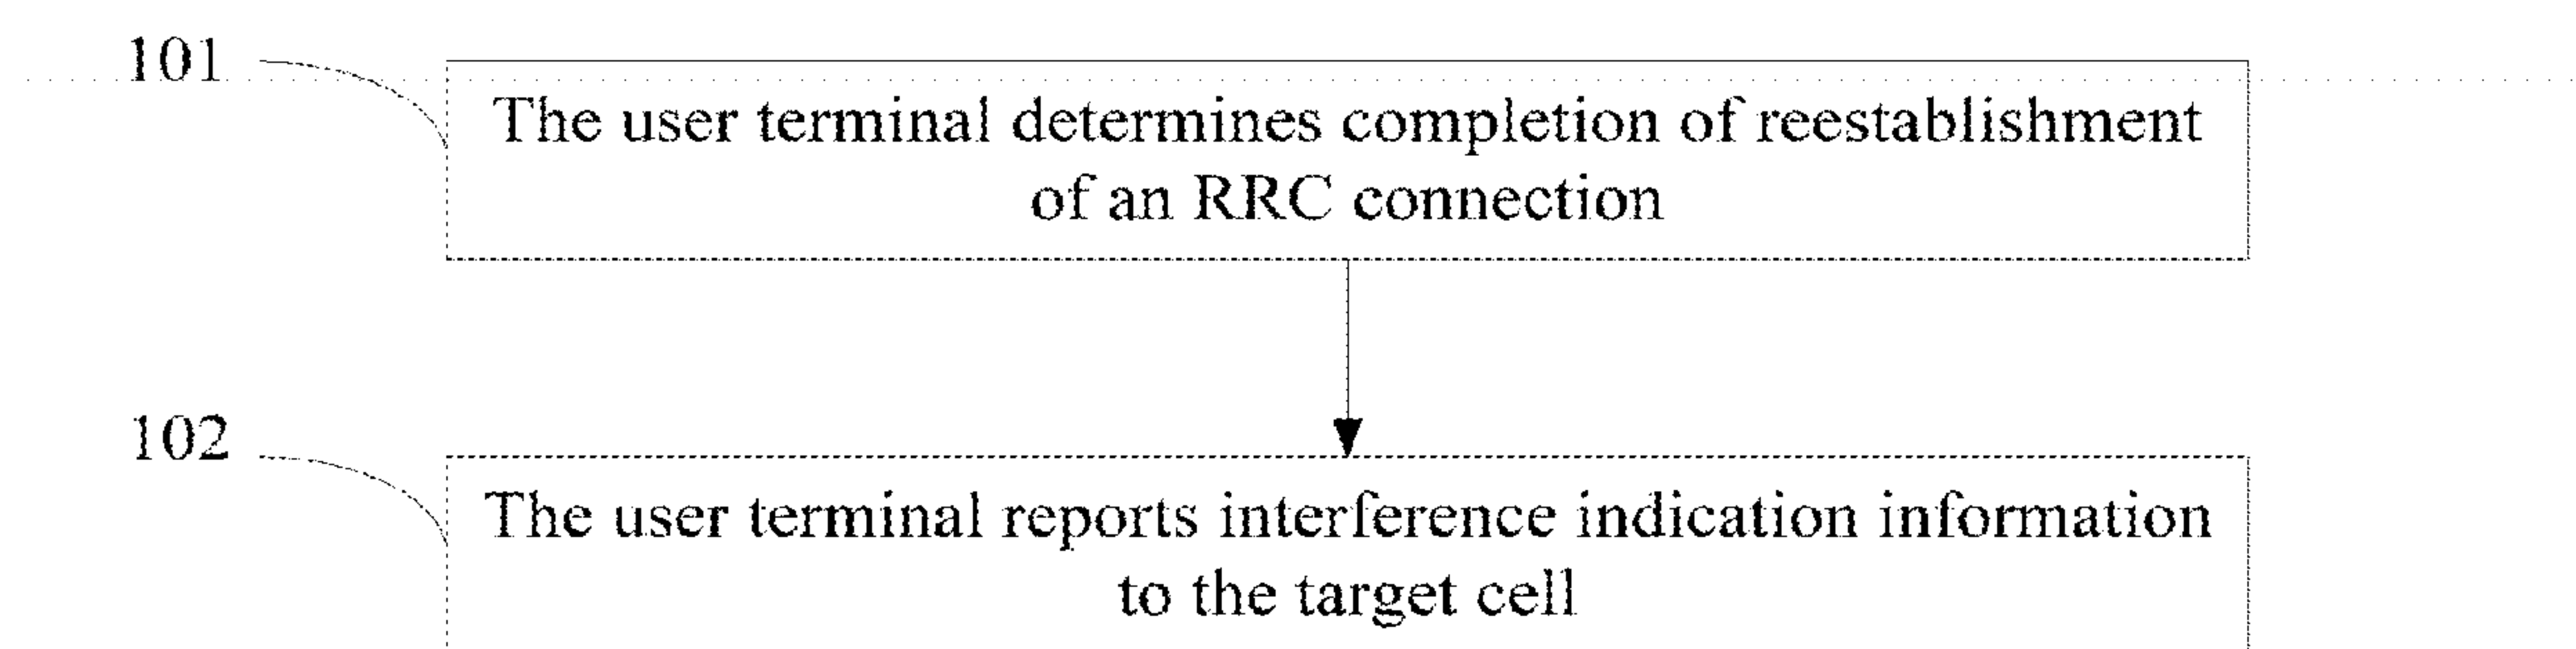 101
The user terminal determines completion of reestablishment
of an RRC connection
102
The user terminal reports interference indication information
to the target cell